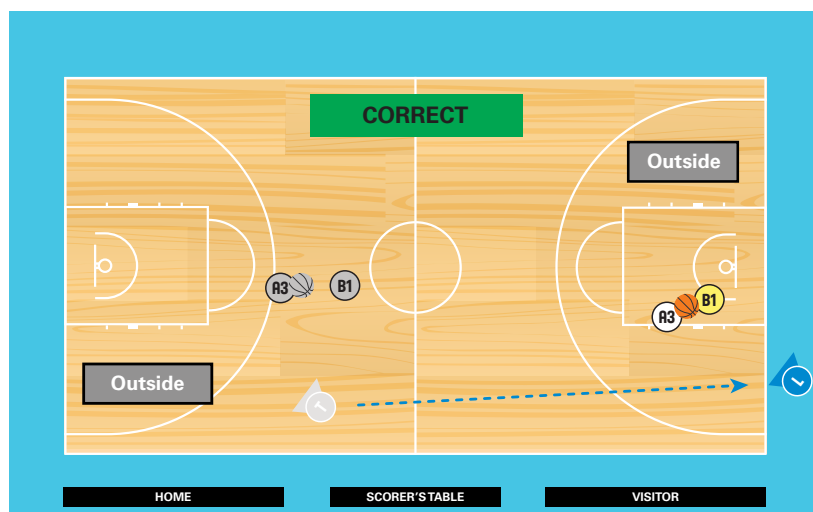 CORRECT
Outside
A3
B1
B1
A3
Outside
T
L
HOME
SCORER'S TABLE
VISITOR